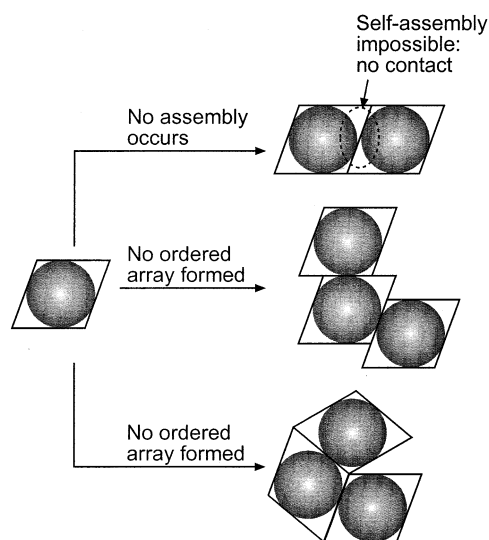 Self-assembly
impossible:
no contact
No assembly
occurs
No ordered
array formed
No ordered
array formed